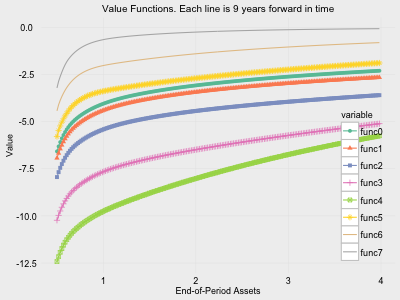 Value Functions. Each line is 9 years forward in time
0.0
-2.5
-5.0
-7.5
-10.0
-12.5
Value
1
2
3
4
End-of-Period Assets
variable
func0
func1
func2
func3
func4
func5
func6
func7